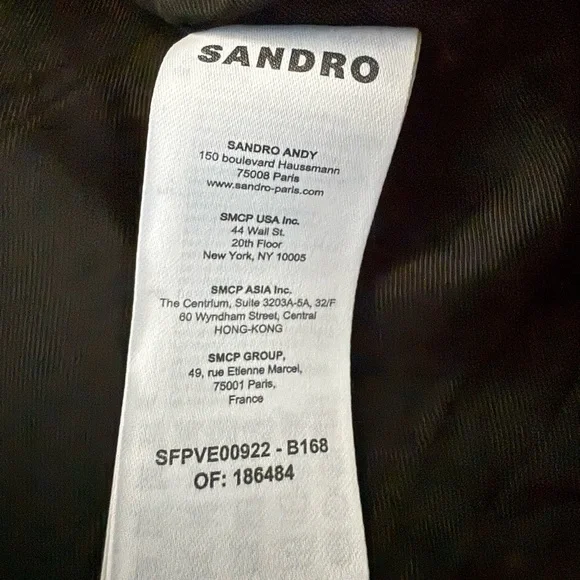 SANDRO
SANDRO ANDY
150 boulevard Haussmann
75008 Paris
www.sandro-paris.com
SMCP USA Inc.
44 Wall St.
20th Floor
New York, NY 10005
SMCP ASIA Inc.
The Centrium, Suite 3203A-5A, 32/F
60 Wyndham Street, Central
HONG-KONG
SMCP GROUP,
49, rue Etienne Marcel,
75001 Paris,
France
SFPVE00922 - B168
OF: 186484